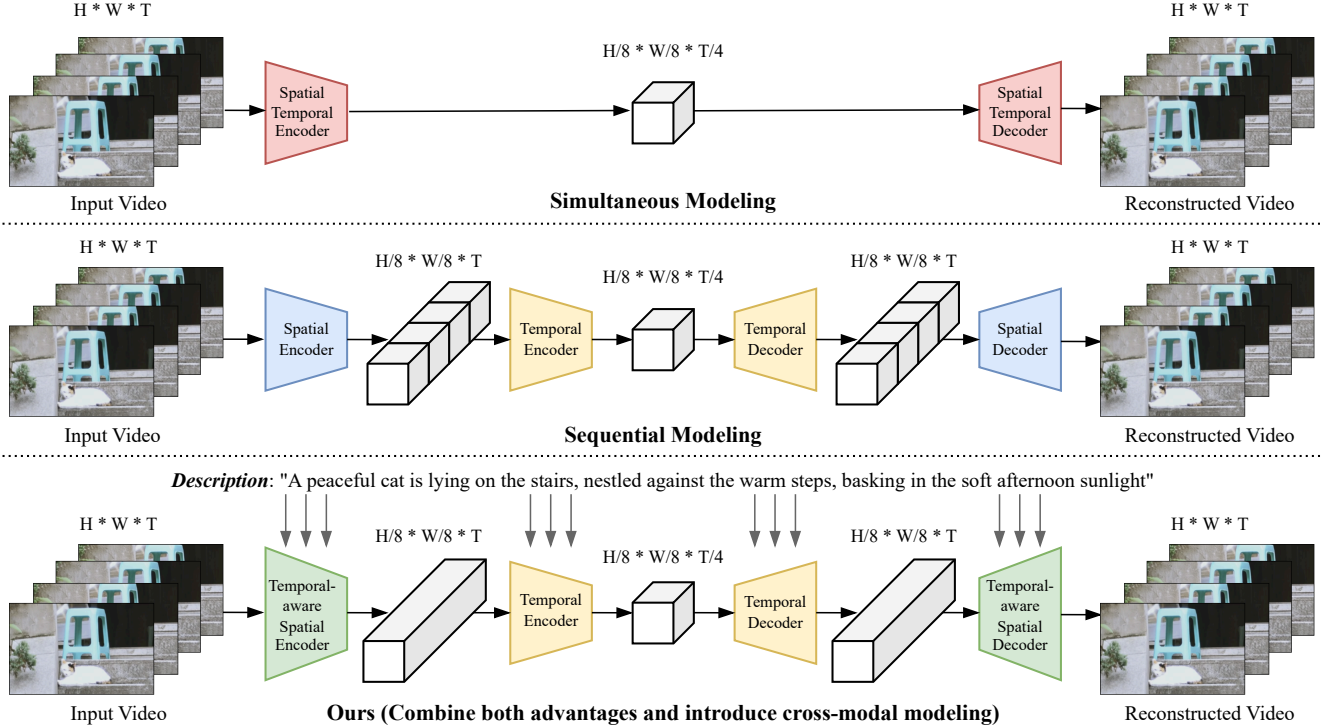 H * W * T
H/8 * W/8 * T/4
H * W * T
Spatial
Temporal
Encoder
Spatial
Temporal
Decoder
Input Video
Simultaneous Modeling
Reconstructed Video
H * W * T
H/8 * W/8 * T
H/8 * W/8 * T/4
H/8 * W/8 * T
H * W * T
Spatial
Encoder
Temporal
Encoder
Temporal
Decoder
Spatial
Decoder
Input Video
Sequential Modeling
Reconstructed Video
Description: "A peaceful cat is lying on the stairs, nestled against the warm steps, basking in the soft afternoon sunlight"
H * W * T
H/8 * W/8 * T
H/8 * W/8 * T/4
H/8 * W/8 * T
H * W * T
Temporal-
aware
Spatial
Encoder
Temporal
Encoder
Temporal
Decoder
Temporal-
aware
Spatial
Decoder
Input Video
Ours (Combine both advantages and introduce cross-modal modeling)
Reconstructed Video